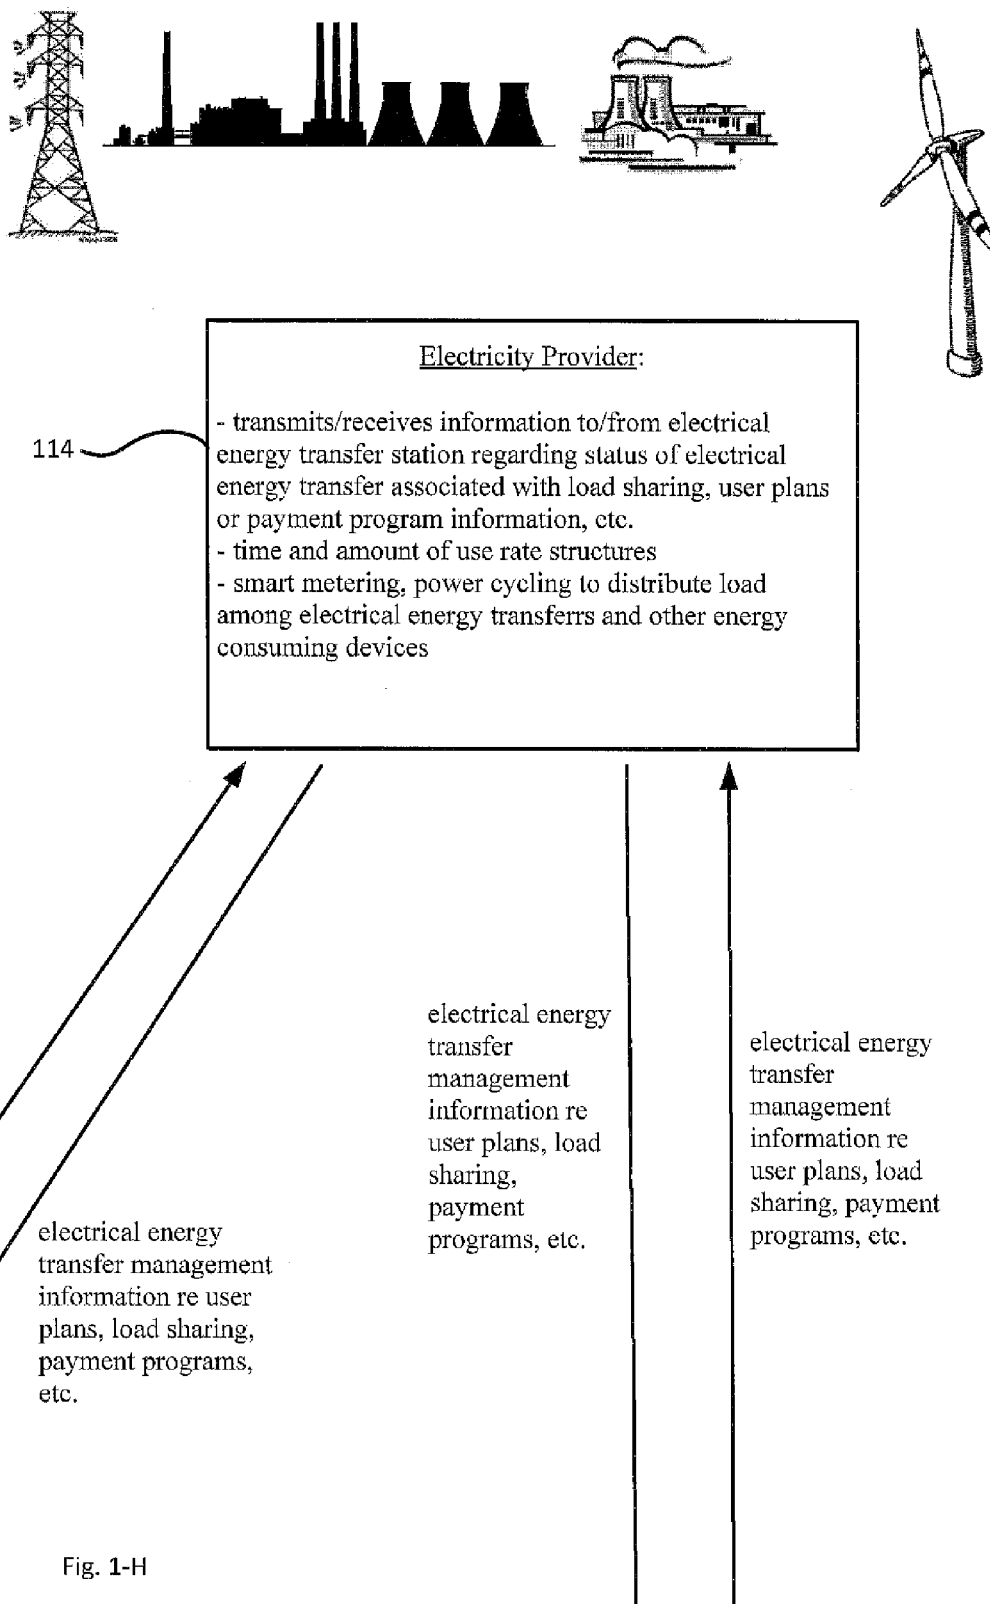 Electricity Provider:
114
- transmits/receives information to/from electrical
energy transfer station regarding status of electrical
energy transfer associated with load sharing, user plans
or payment program information, etc.
- time and amount of use rate structures
- smart metering, power cycling to distribute load
among electrical energy transferrs and other energy
consuming devices
electrical energy
transfer
management
information re
user plans, load
sharing,
payment
programs, etc.
electrical energy
transfer
management
information re
user plans, load
sharing, payment
programs, etc.
electrical energy
transfer management
information re user
plans, load sharing,
payment programs,
etc.
Fig. 1-H